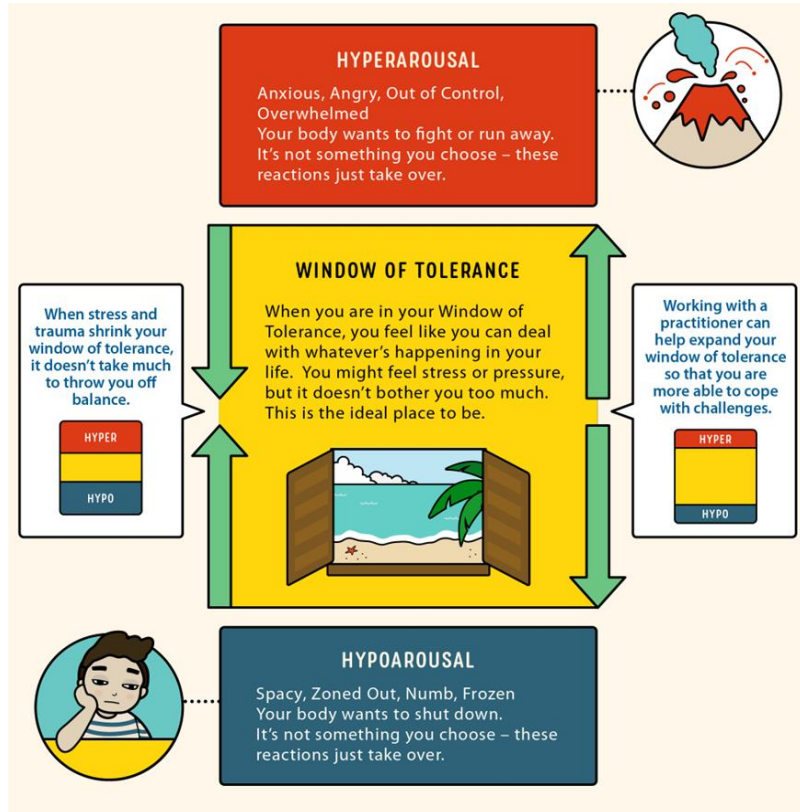 HYPERAROUSAL
Anxious, Angry, Out of Control,
Overwhelmed
Your body wants to fight or run away.
It’s not something you choose – these
reactions just take over.
WINDOW OF TOLERANCE
When you are in your Window of
Tolerance, you feel like you can deal
with whatever’s happening in your
life.  You might feel stress or pressure,
but it doesn’t bother you too much.
This is the ideal place to be.
When stress and
trauma shrink your
window of tolerance,
it doesn’t take much
to throw you off
balance.
HYPER
HYPO
Working with a
practitioner can
help expand your
window of tolerance
so that you are
more able to cope
with challenges.
HYPER
HYPO
HYPOAROUSAL
Spacy, Zoned Out, Numb, Frozen
Your body wants to shut down.
It’s not something you choose – these
reactions just take over.